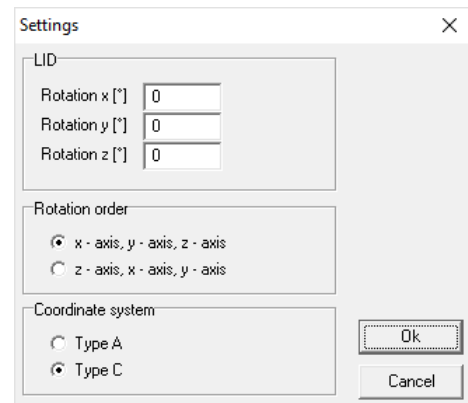 Settings
LID
Rotation x [°]
0
Rotation y [°]
0
Rotation z [°]
0
Rotation order
x - axis, y - axis, z - axis
z - axis, x - axis, y - axis
Coordinate system
Type A
Type C
Ok
Cancel